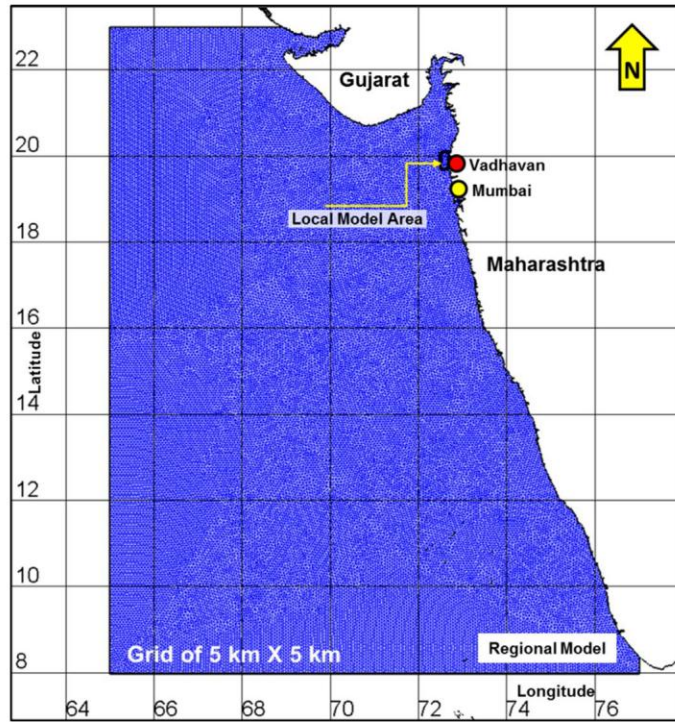 22
Gujarat
N
20
Vadhavan
Mumbai
Local Model Area
18
Maharashtra
16
Latitude
14
12
10
Grid of 5 km X 5 km
Regional Model
8
Longitude
64 66 68 70 72 74 76